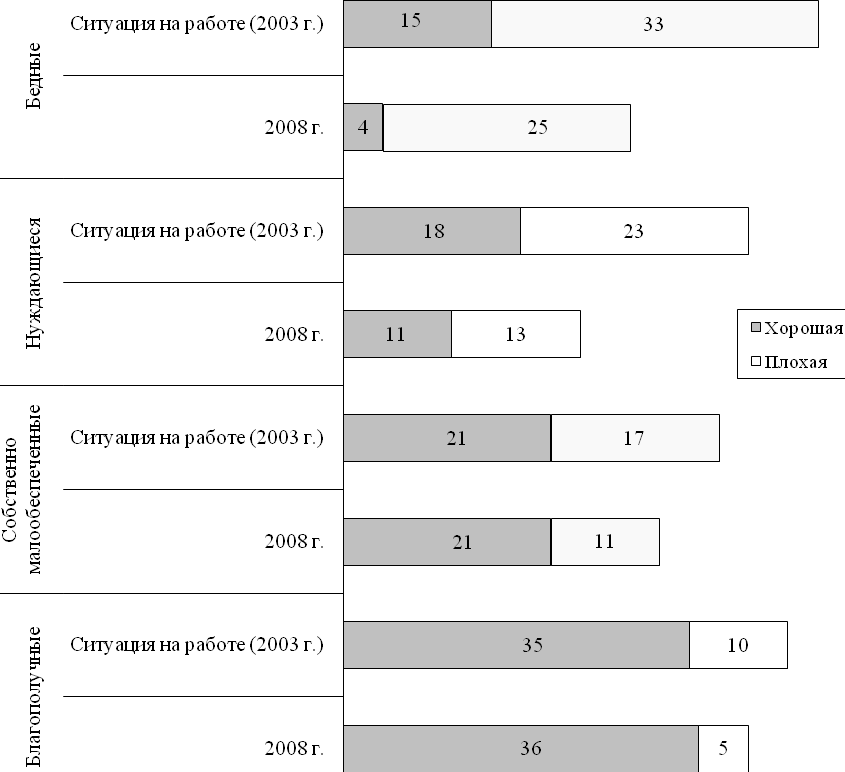 Бедные
Ситуация на работе (2003 г.)
15
33
2008 г.
4
25
Нуждающиеся
Ситуация на работе (2003 г.)
18
23
2008 г.
11
13
Собственно
малообеспеченные
Ситуация на работе (2003 г.)
21
17
2008 г.
21
11
Благополучные
Ситуация на работе (2003 г.)
35
10
2008 г.
36
5
Хорошая
Плохая